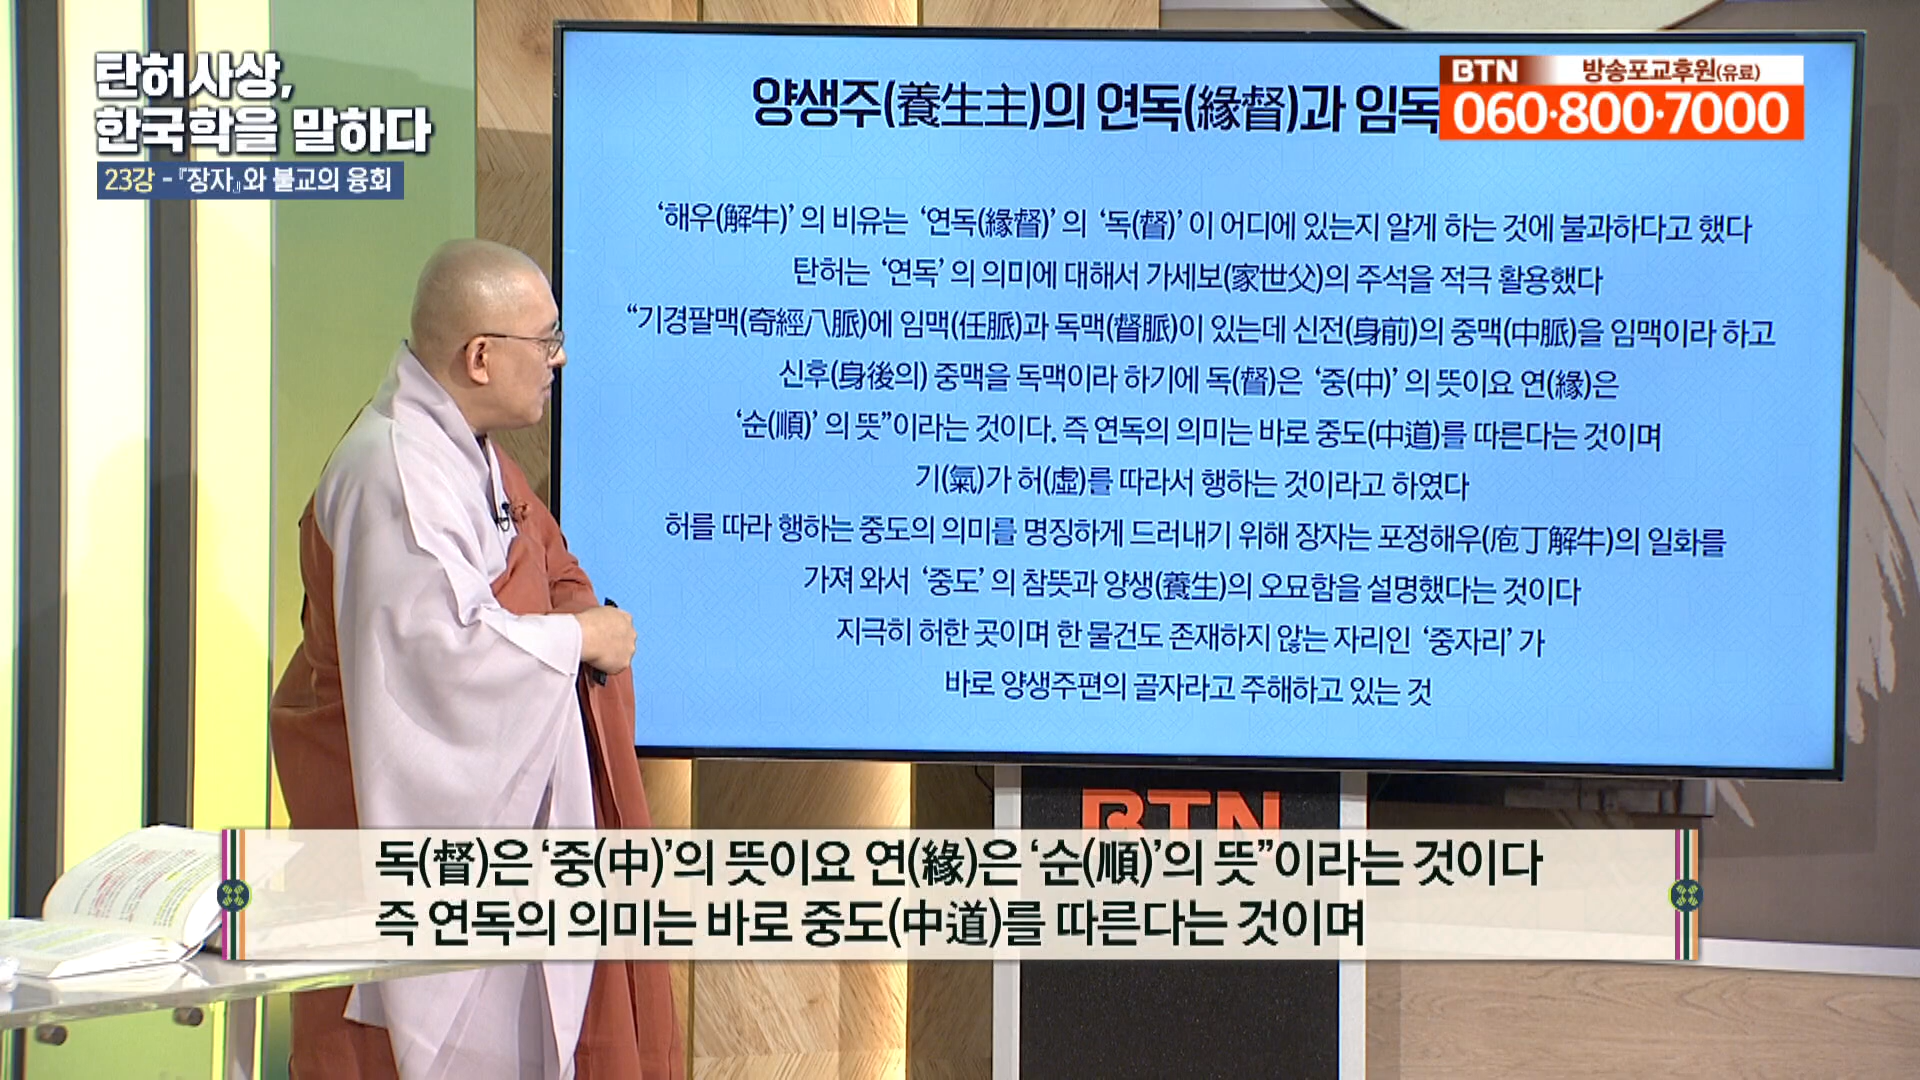 탄허사상,
한국학을 말하다
23강 - 『장자』와 불교의 융회
BTN 방송포교후원(유료)
060·800·7000
양생주(養生主)의 연독(緣督)과 임독
‘해우(解牛)’의 비유는 ‘연독(緣督)’의 ‘독(督)’이 어디에 있는지 알게 하는 것에 불과하다고 했다
탄허는 ‘연독’의 의미에 대해서 가세보(家世父)의 주석을 적극 활용했다
“기경팔맥(奇經八脈)에 임맥(任脈)과 독맥(督脈)이 있는데 신전(身前)의 중맥(中脈)을 임맥이라 하고
신후(身後의) 중맥을 독맥이라 하기에 독(督)은 ‘중(中)’의 뜻이요 연(緣)은
‘순(順)’의 뜻”이라는 것이다. 즉 연독의 의미는 바로 중도(中道)를 따른다는 것이며
기(氣)가 허(虛)를 따라서 행하는 것이라고 하였다
허를 따라 행하는 중도의 의미를 명징하게 드러내기 위해 장자는 포정해우(庖丁解牛)의 일화를
가져 와서 ‘중도’의 참뜻과 양생(養生)의 오묘함을 설명했다는 것이다
지극히 허한 곳이며 한 물건도 존재하지 않는 자리인 ‘중자리’가
바로 양생주편의 골자라고 주해하고 있는 것
BTN
독(督)은 ‘중(中)’의 뜻이요 연(緣)은 ‘순(順)’의 뜻”이라는 것이다
즉 연독의 의미는 바로 중도(中道)를 따른다는 것이며